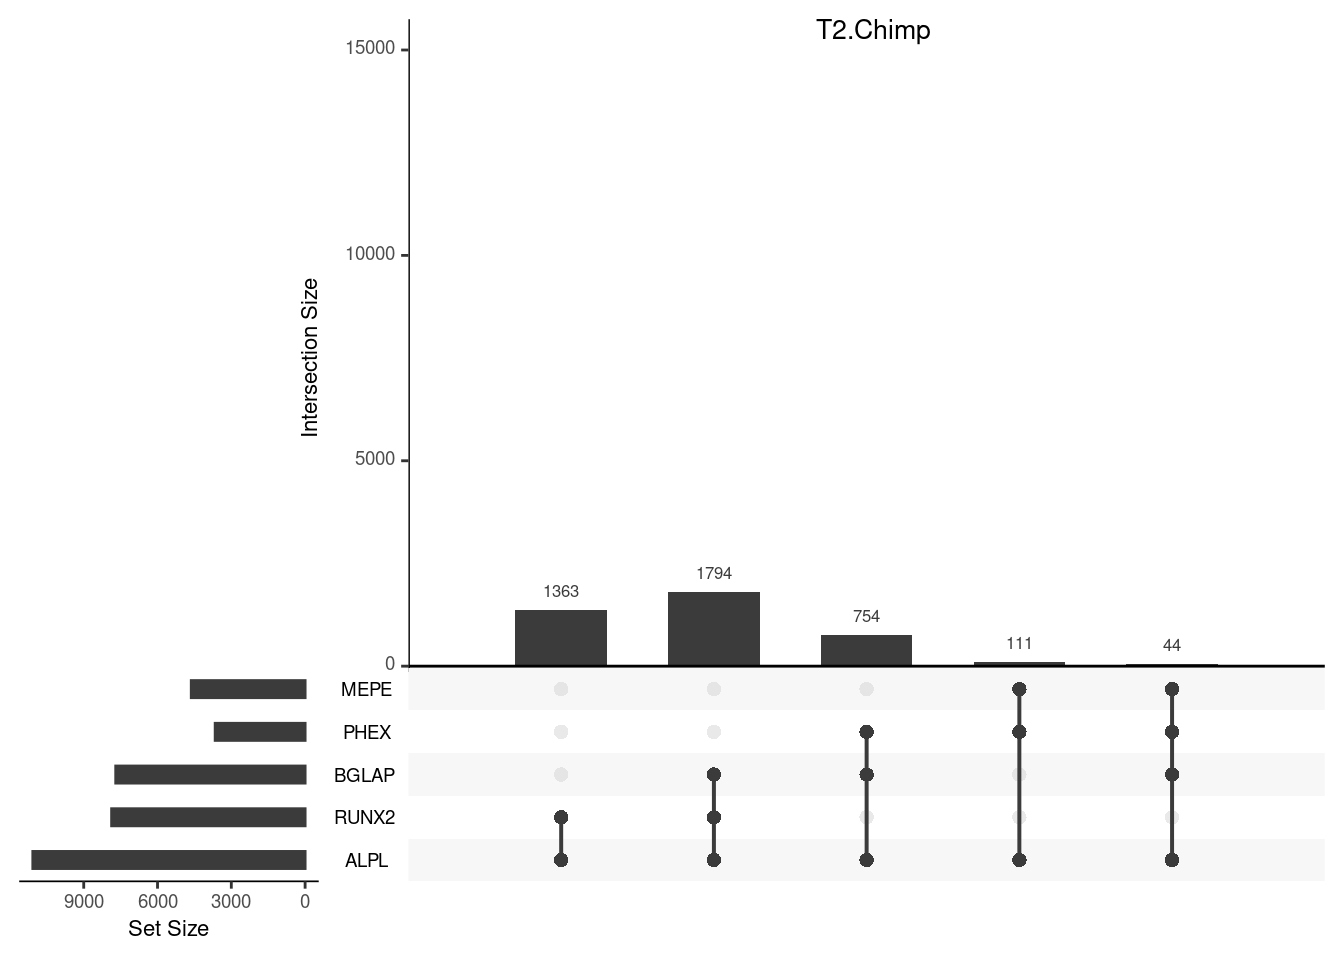 T2.Chimp
15000
10000
5000
0
Intersection Size
1363
1794
754
111
44
MEPE
PHEX
BGLAP
RUNX2
ALPL
9000 6000 3000 0
Set Size